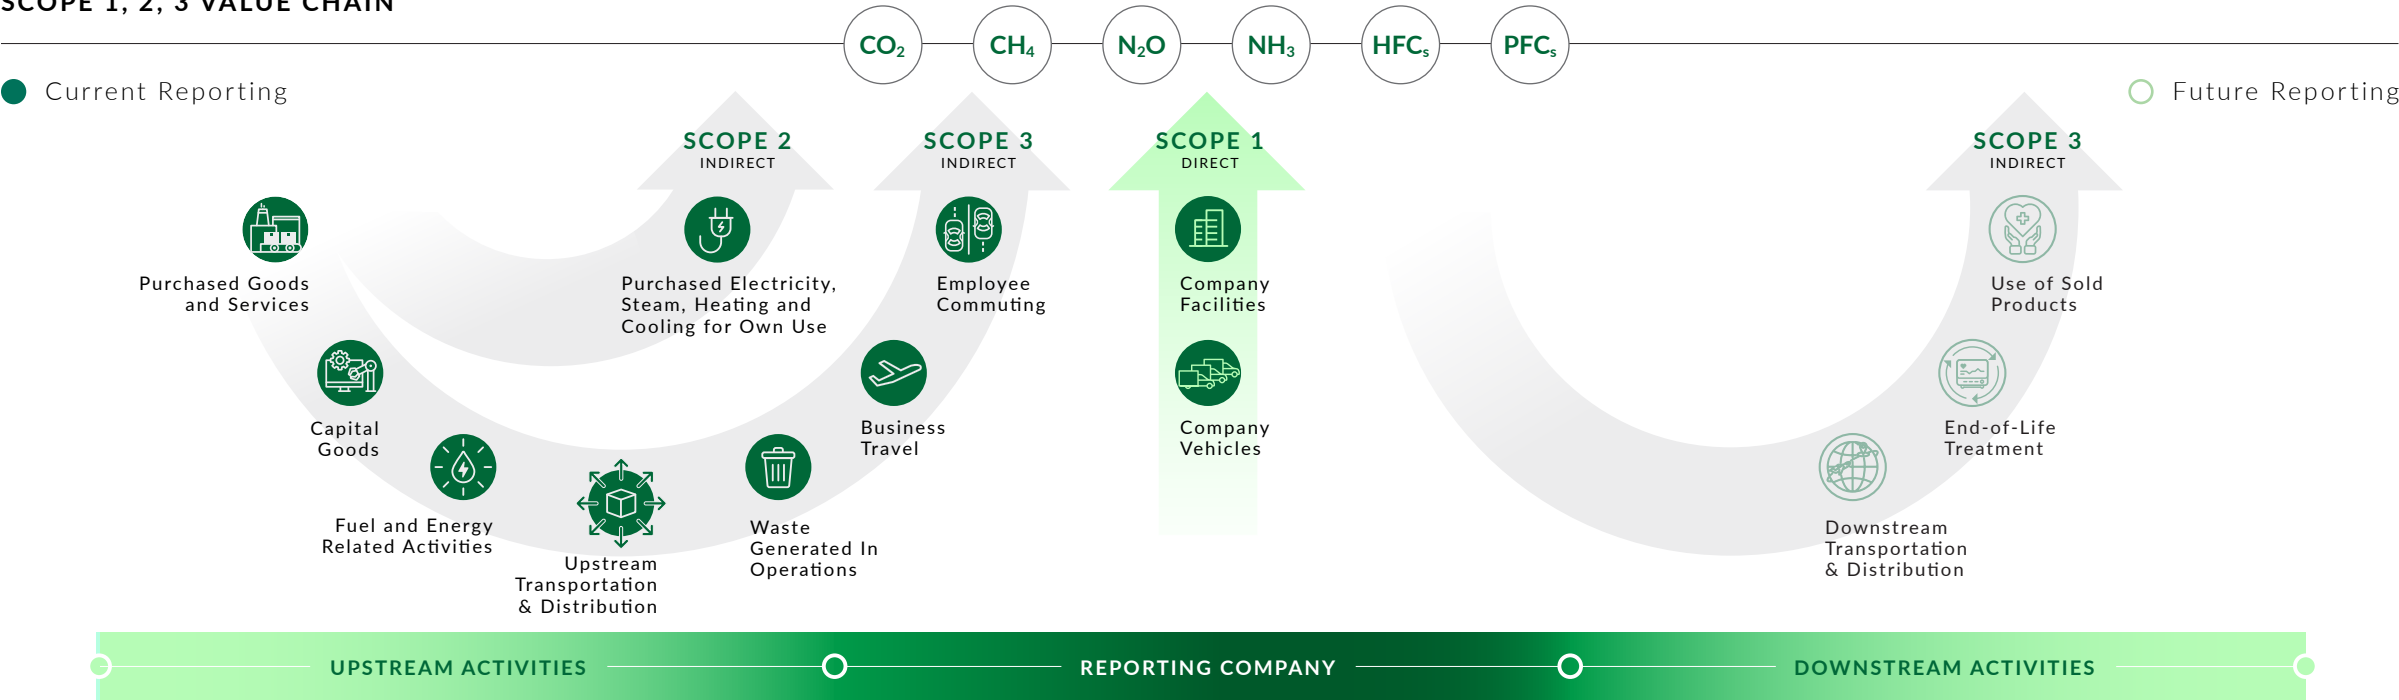 SCOPE 1, 2, 3 VALUE CHAIN
CO₂ CH₄ N₂O NH₃ HFCs PFCs
Current Reporting
Future Reporting
SCOPE 2
INDIRECT
SCOPE 3
INDIRECT
SCOPE 1
DIRECT
SCOPE 3
INDIRECT
Purchased Goods
and Services
Purchased Electricity,
Steam, Heating and
Cooling for Own Use
Employee
Commuting
Company
Facilities
Use of Sold
Products
Capital
Goods
Business
Travel
Company
Vehicles
End-of-Life
Treatment
Fuel and Energy
Related Activities
Upstream
Transportation
& Distribution
Waste
Generated In
Operations
Downstream
Transportation
& Distribution
UPSTREAM ACTIVITIES
REPORTING COMPANY
DOWNSTREAM ACTIVITIES